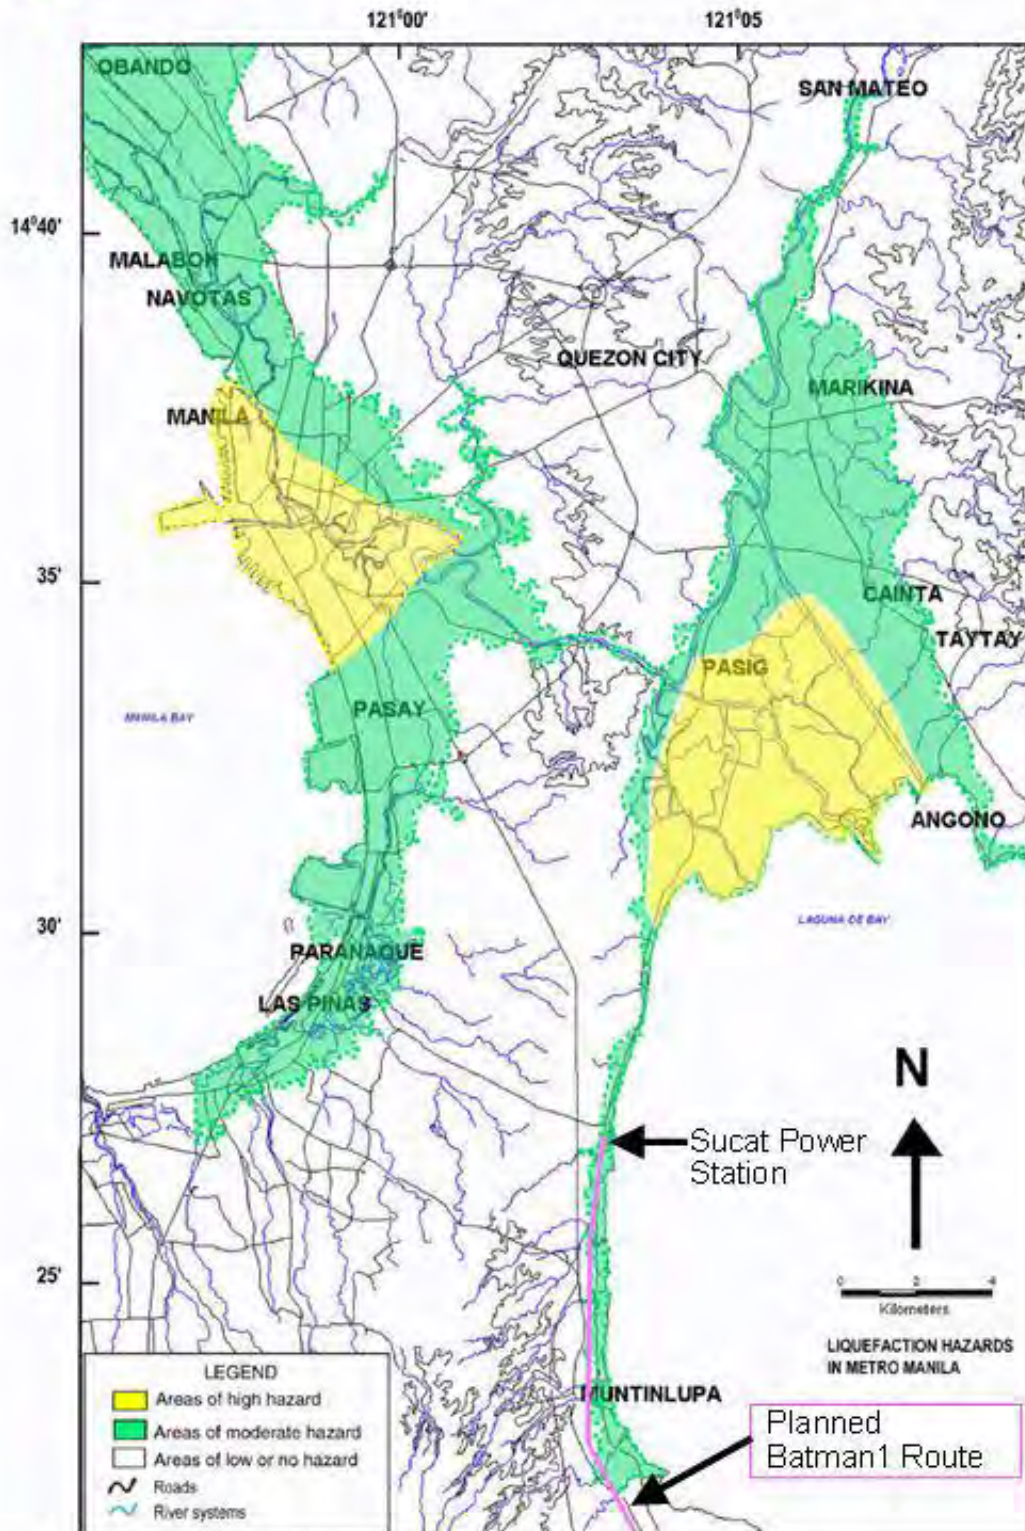 121°00'
121°05'
OBANDO
SAN MATEO
14°40'
MALABON
NAVOTAS
QUEZON CITY
MARIKINA
MANILA
35'
CAINTA
TAYTAY
PASIG
PASAY
MANILA BAY
ANGONO
LAGUNA DE BAY
30'
PARANAQUE
LAS PINAS
N
Sucat Power
Station
25'
0 2 4
Kilometers
LIQUEFACTION HAZARDS
IN METRO MANILA
MUNTINLUPA
LEGEND
Areas of high hazard
Areas of moderate hazard
Areas of low or no hazard
Roads
River systems
Planned
Batman1 Route